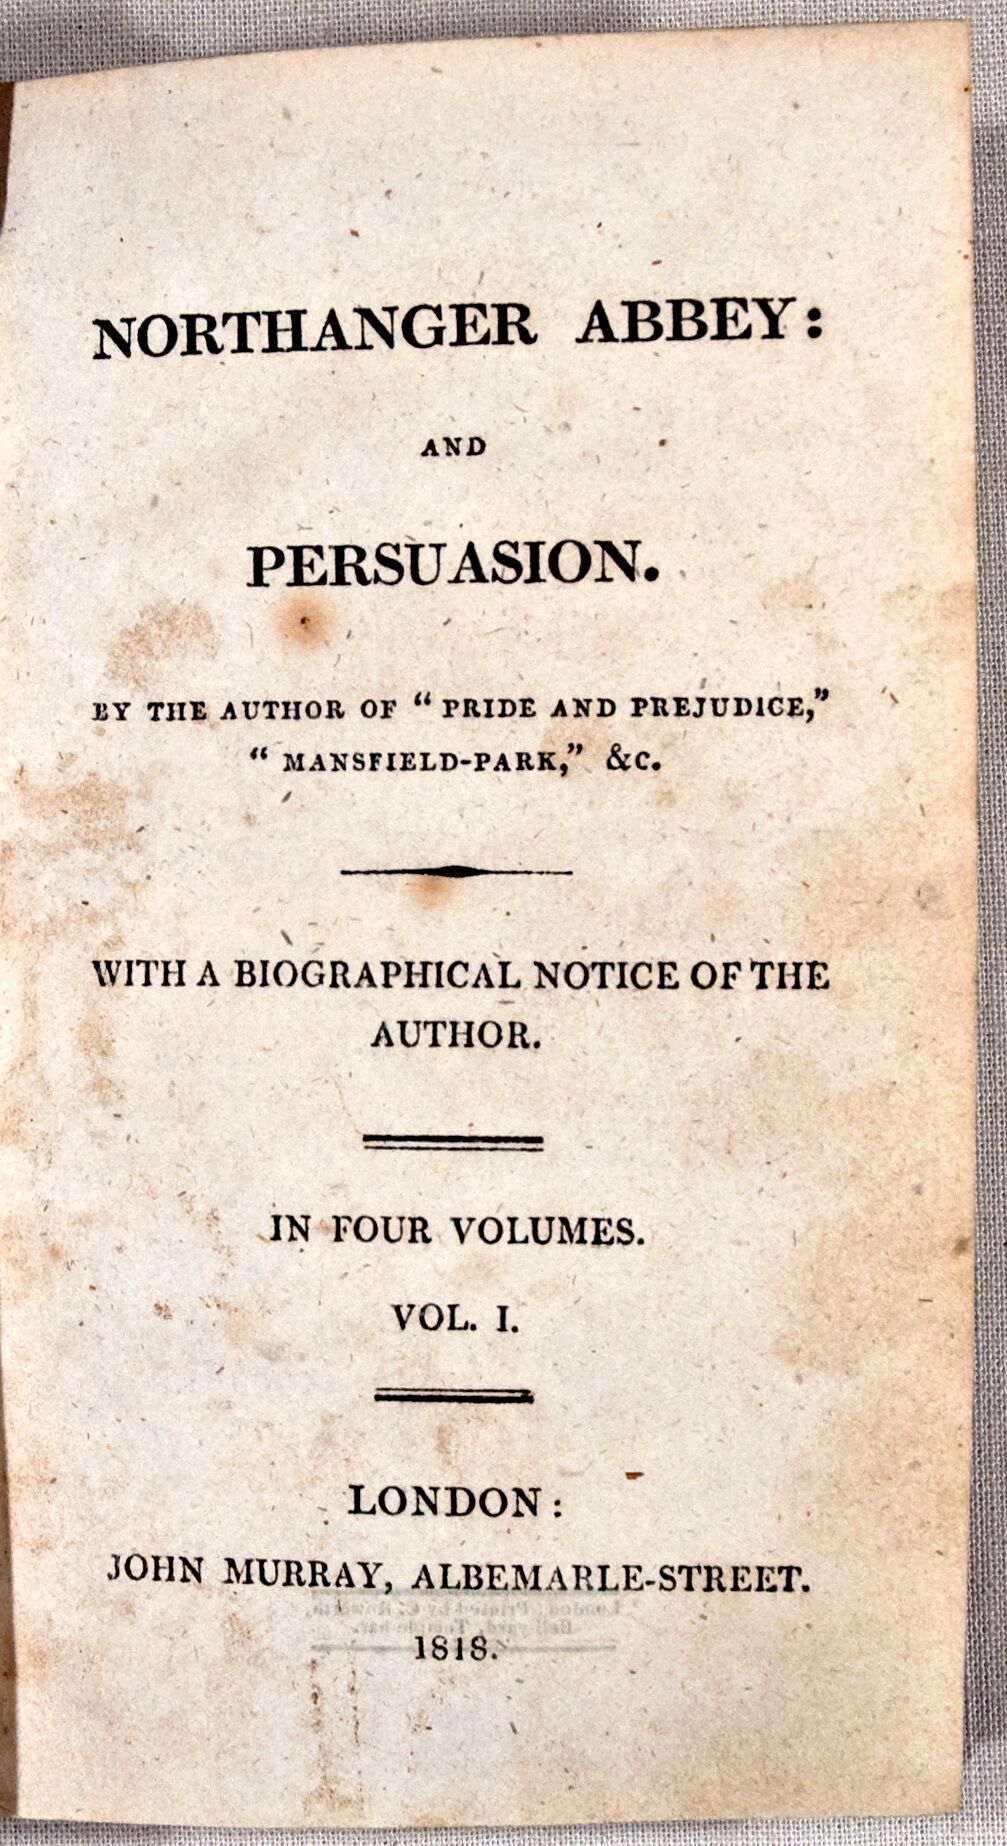 NORTHANGER ABBEY:
AND
PERSUASION.
BY THE AUTHOR OF “ PRIDE AND PREJUDICE,”
“ MANSFIELD-PARK,” &C.
WITH A BIOGRAPHICAL NOTICE OF THE
AUTHOR.
IN FOUR VOLUMES.
VOL. I.
LONDON:
JOHN MURRAY, ALBEMARLE-STREET.
1818.